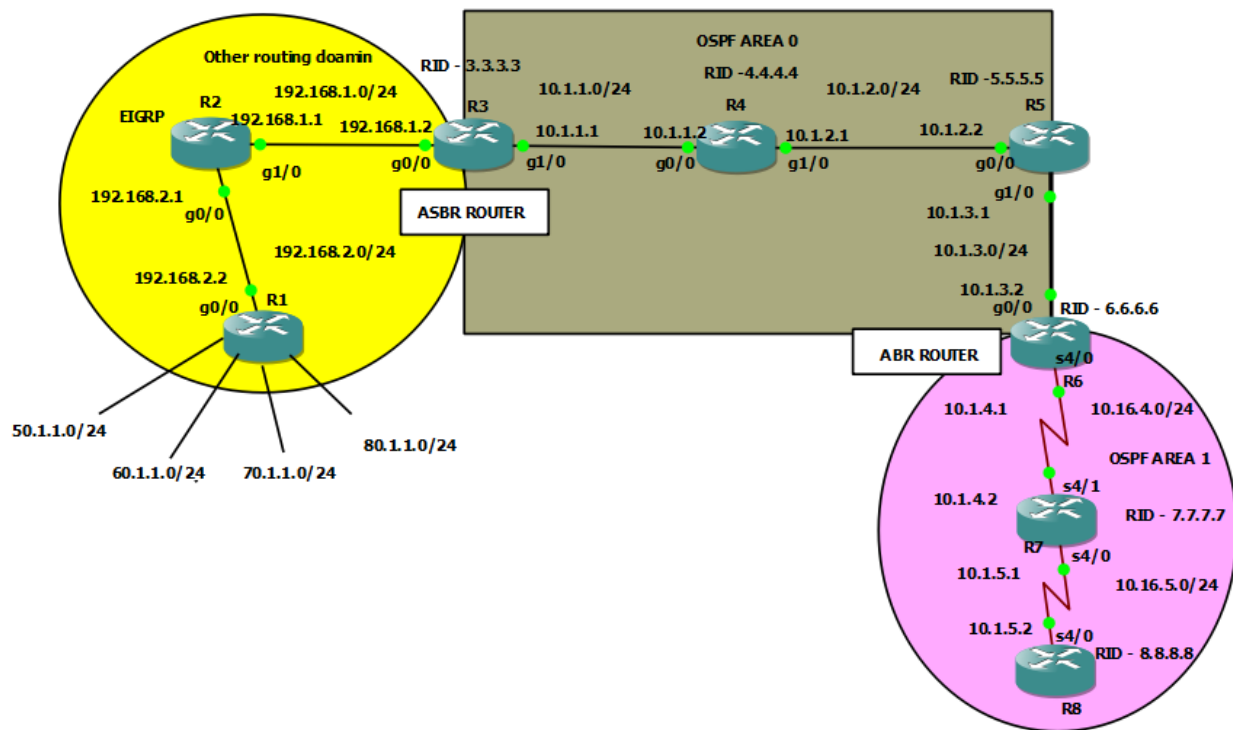 Other routing doamin
EIGRP
R2
192.168.1.0/24
192.168.1.1
192.168.1.2
g1/0
g0/0
192.168.2.1
g0/0
192.168.2.0/24
192.168.2.2
g0/0
R1
50.1.1.0/24
60.1.1.0/24
70.1.1.0/24
80.1.1.0/24
OSPF AREA 0
RID - 3.3.3.3
R3
ASBR ROUTER
10.1.1.0/24
10.1.1.1
g1/0
10.1.1.2
g0/0
RID -4.4.4.4
R4
10.1.2.0/24
10.1.2.1
g1/0
10.1.2.2
g0/0
RID -5.5.5.5
R5
g1/0
10.1.3.1
10.1.3.0/24
10.1.3.2
g0/0
RID - 6.6.6.6
ABR ROUTER
s4/0
R6
10.1.4.1
10.16.4.0/24
OSPF AREA 1
10.1.4.2
s4/1
RID - 7.7.7.7
R7
s4/0
10.1.5.1
10.16.5.0/24
10.1.5.2
s4/0
RID - 8.8.8.8
R8